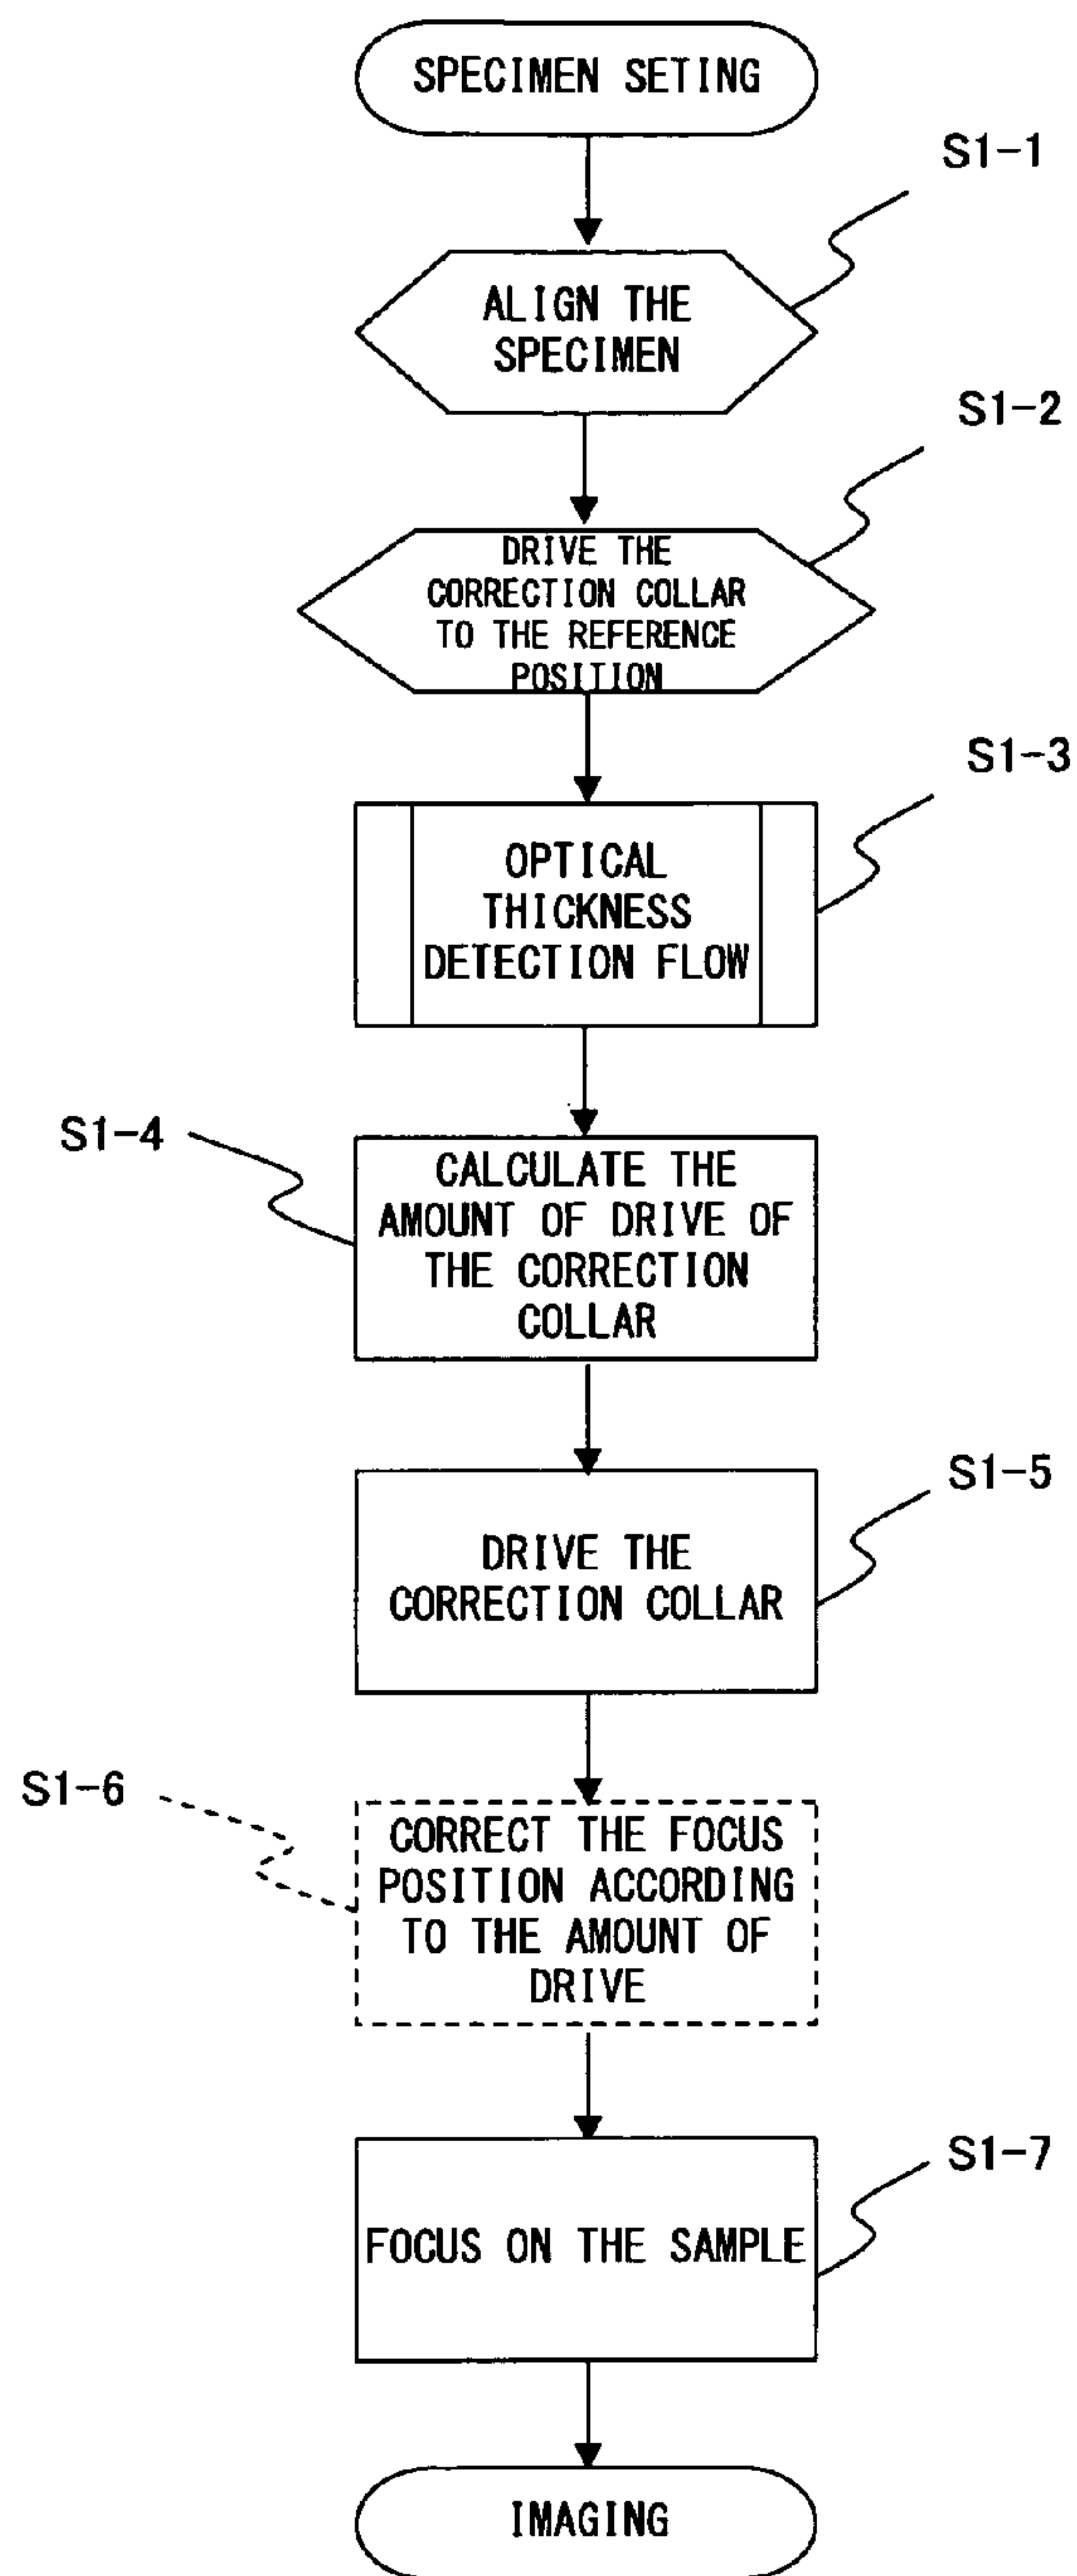 SPECIMEN SETING
S1-1
ALIGN THE
SPECIMEN
S1-2
DRIVE THE
CORRECTION COLLAR
TO THE REFERENCE
POSITION
S1-3
OPTICAL
THICKNESS
DETECTION FLOW
S1-4
CALCULATE THE
AMOUNT OF DRIVE OF
THE CORRECTION
COLLAR
S1-5
DRIVE THE
CORRECTION COLLAR
S1-6
CORRECT THE FOCUS
POSITION ACCORDING
TO THE AMOUNT OF
DRIVE
S1-7
FOCUS ON THE SAMPLE
IMAGING